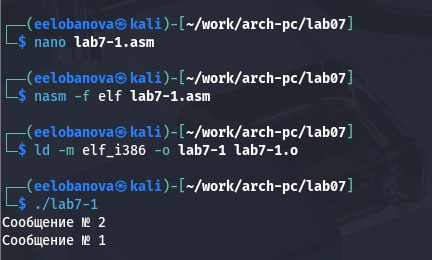 ┌──(eelobanova㉿kali)-[~/work/arch-pc/lab07]
└─$ nano lab7-1.asm
┌──(eelobanova㉿kali)-[~/work/arch-pc/lab07]
└─$ nasm -f elf lab7-1.asm
┌──(eelobanova㉿kali)-[~/work/arch-pc/lab07]
└─$ ld -m elf_i386 -o lab7-1 lab7-1.o
┌──(eelobanova㉿kali)-[~/work/arch-pc/lab07]
└─$ ./lab7-1
Сообщение № 2
Сообщение № 1